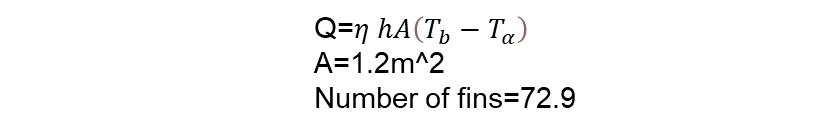 Q=η hA(T_b − T_α)
A=1.2m^2
Number of fins=72.9